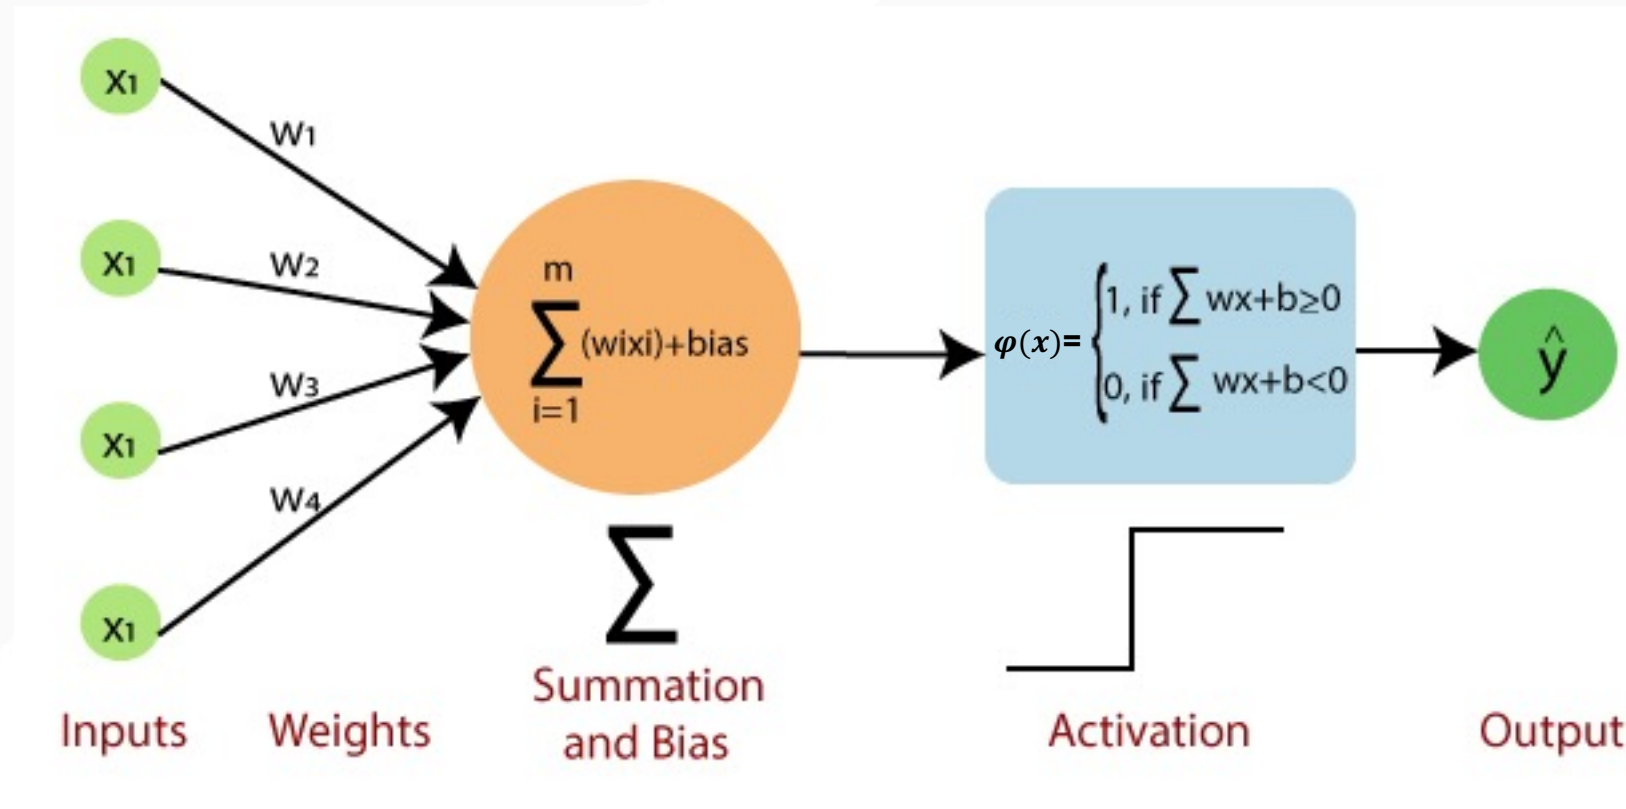 x1
W1
x1
W2
x1
W3
x1
W4
m
∑(wixi)+bias
i=1
φ(x)={1, if ∑ wx+b≥0
0, if ∑ wx+b<0
ŷ
∑
Summation
and Bias
Inputs
Weights
Activation
Output